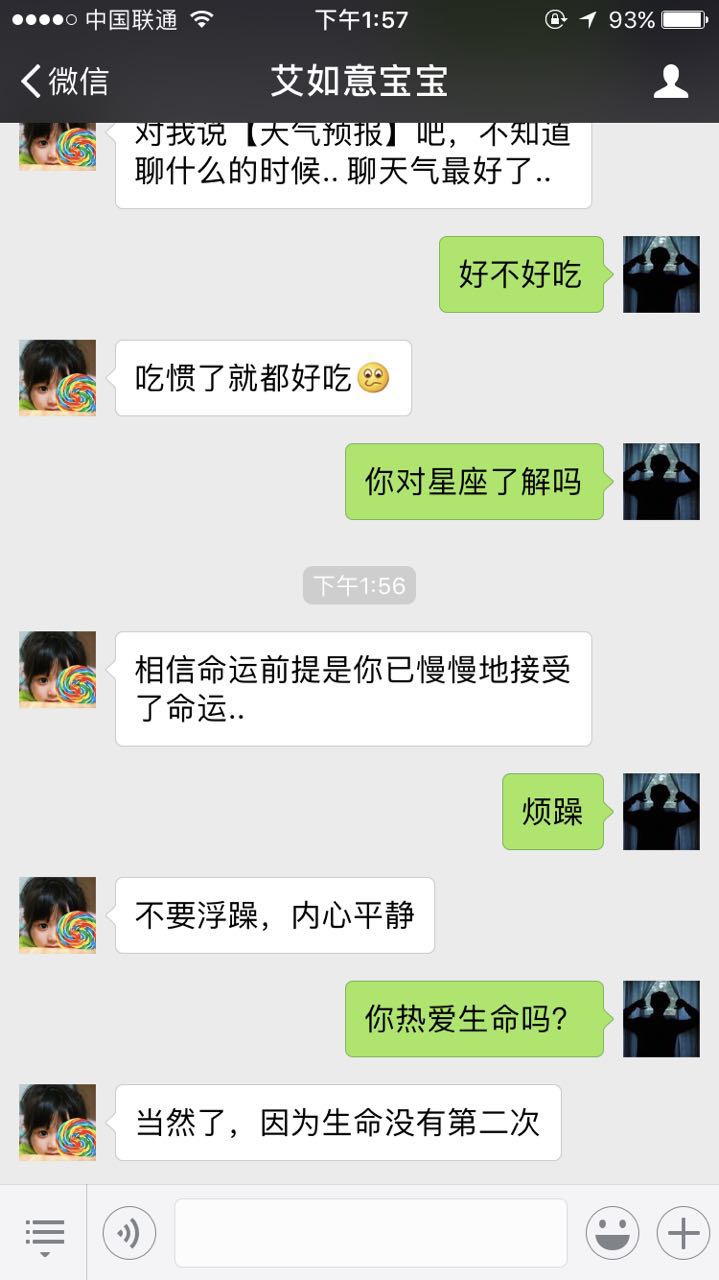 中国联通
下午1:57
93%
微信
艾如意宝宝
对我说【天气预报】吧，不知道
聊什么的时候.. 聊天气最好了..
好不好吃
吃惯了就都好吃
你对星座了解吗
下午1:56
相信命运前提是你已慢慢地接受
了命运..
烦躁
不要浮躁，内心平静
你热爱生命吗？
当然了，因为生命没有第二次